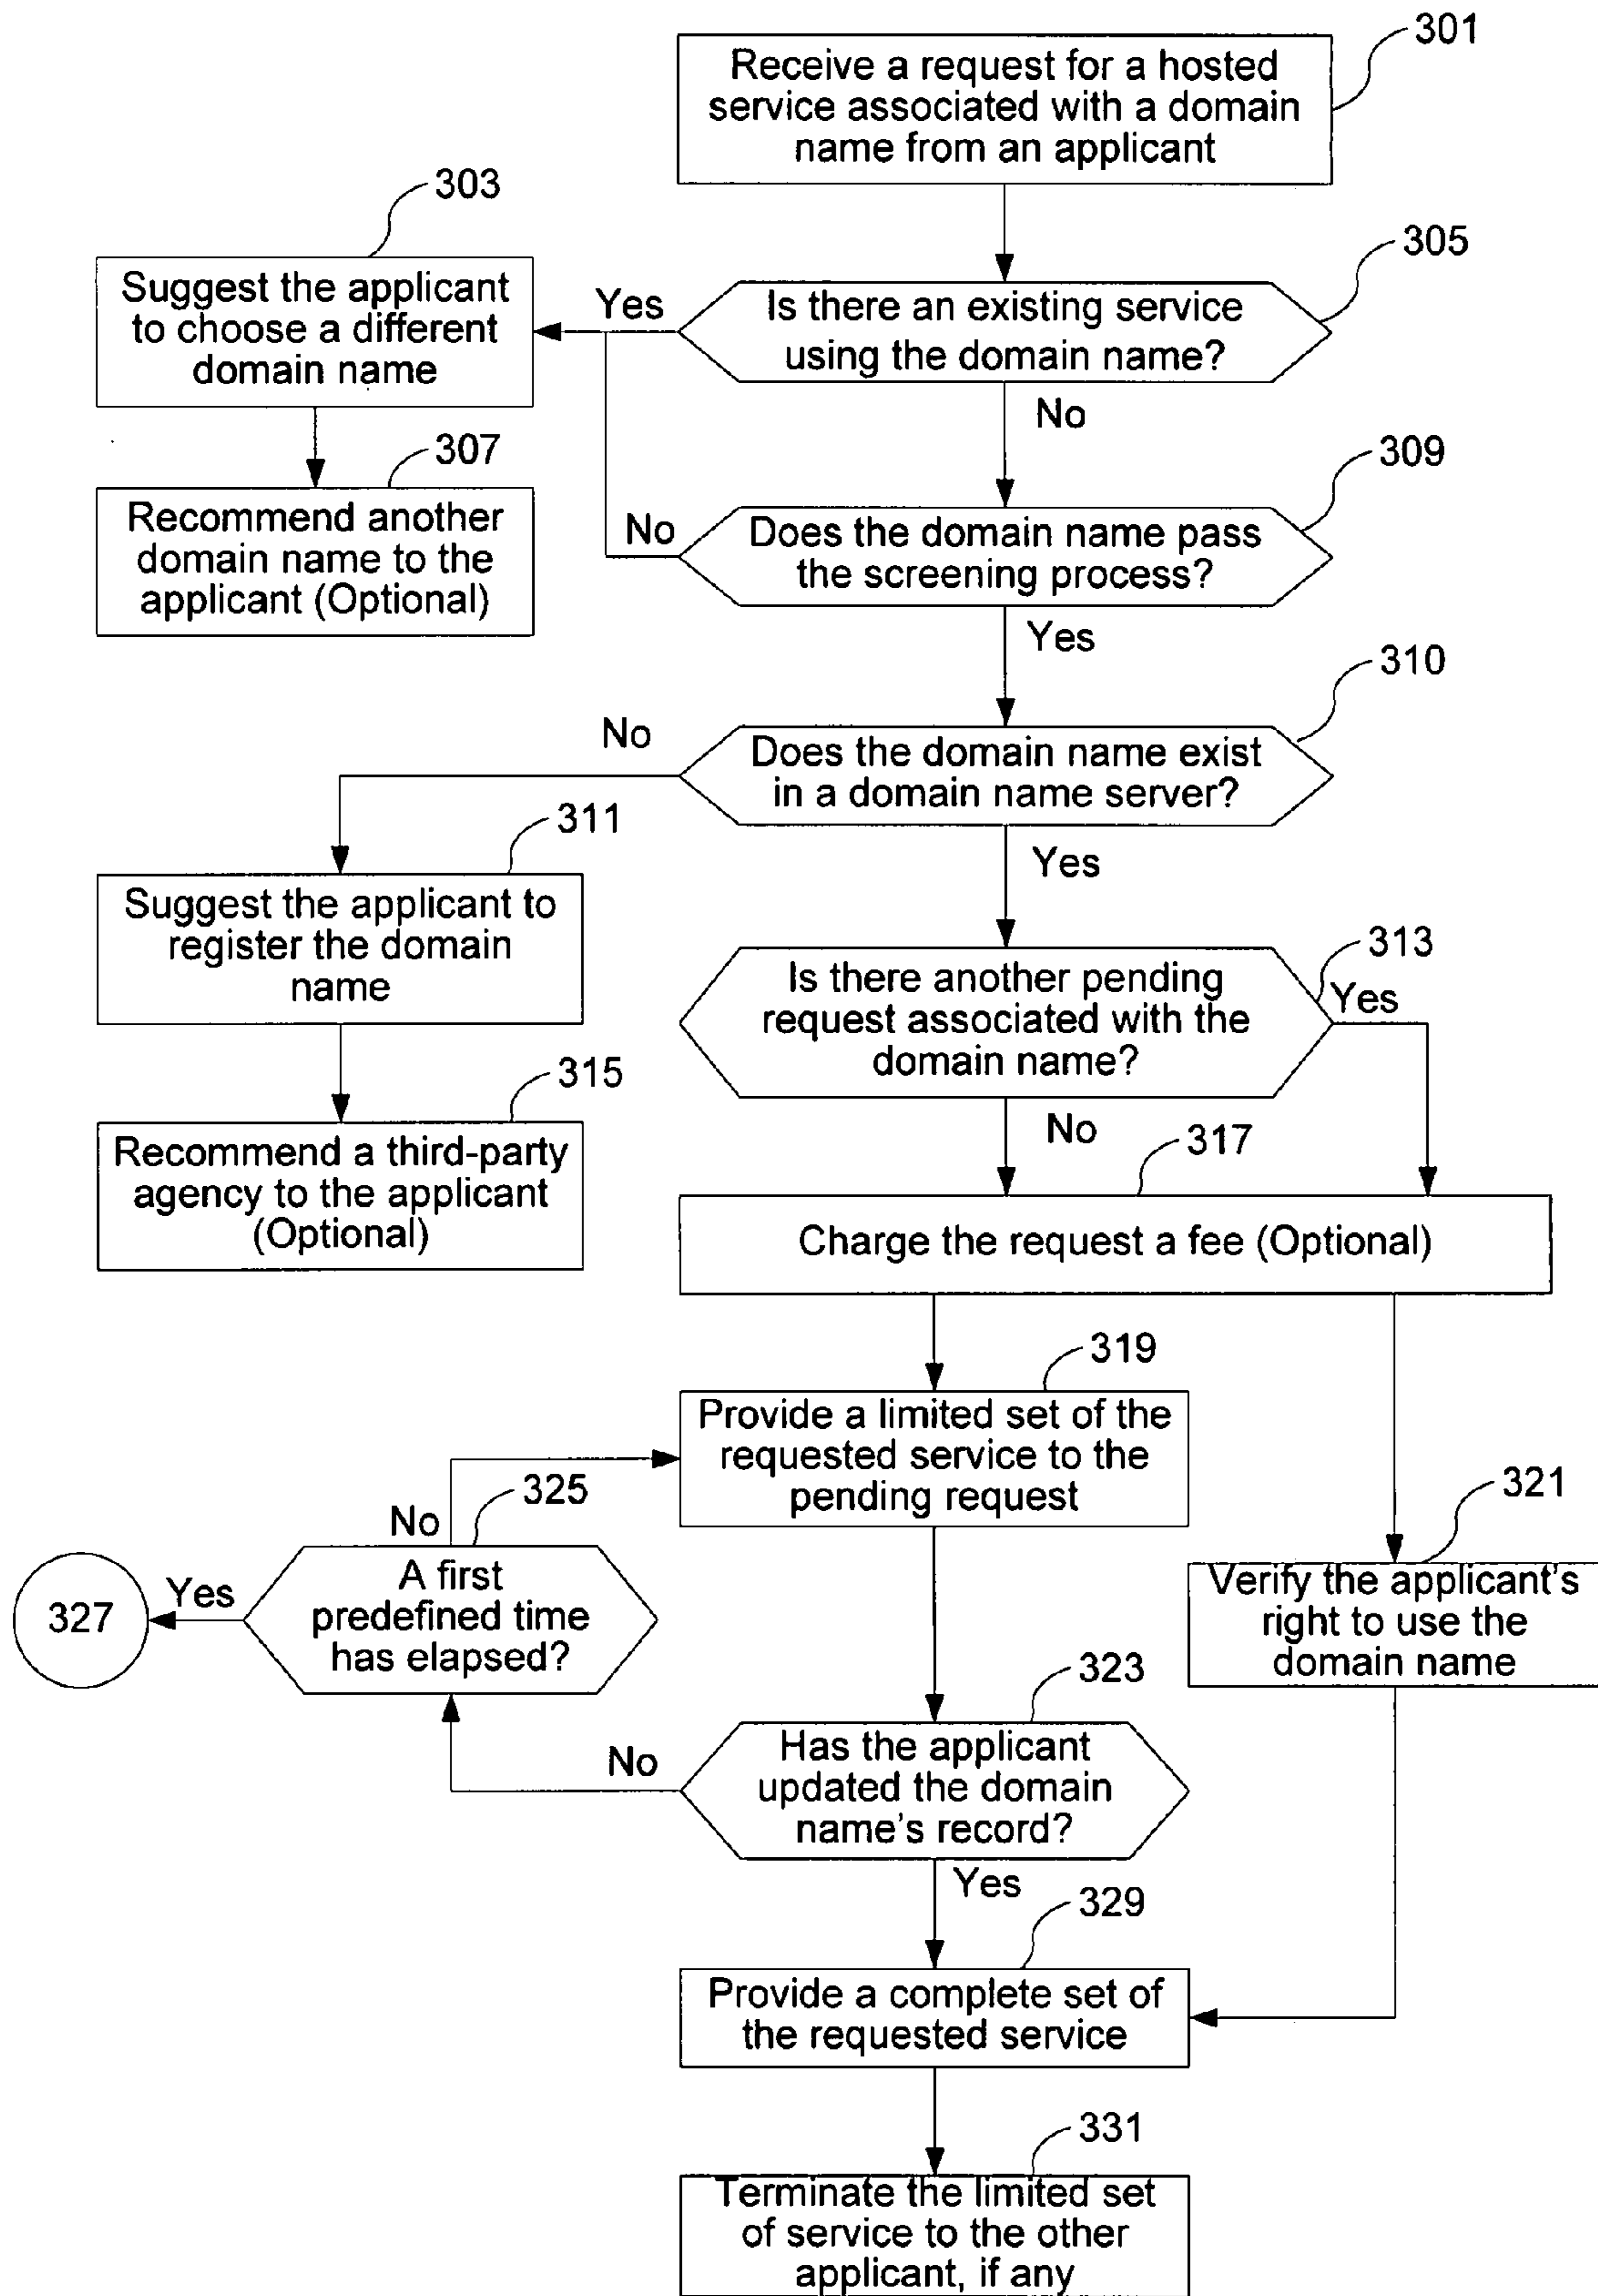 301
Receive a request for a hosted
service associated with a domain
name from an applicant
303
305
Suggest the applicant
to choose a different
domain name
Yes
Is there an existing service
using the domain name?
No
307
309
Recommend another
domain name to the
applicant (Optional)
No
Does the domain name pass
the screening process?
Yes
310
No
Does the domain name exist
in a domain name server?
311
Yes
Suggest the applicant to
register the domain
name
313
Is there another pending
request associated with the
domain name?
Yes
315
No
317
Recommend a third-party
agency to the applicant
(Optional)
Charge the request a fee (Optional)
319
Provide a limited set of the
requested service to the
pending request
325
No
321
327
Yes
A first
predefined time
has elapsed?
Verify the applicant's
right to use the
domain name
323
No
Has the applicant
updated the domain
name's record?
Yes
329
Provide a complete set of
the requested service
331
Terminate the limited set
of service to the other
applicant, if any